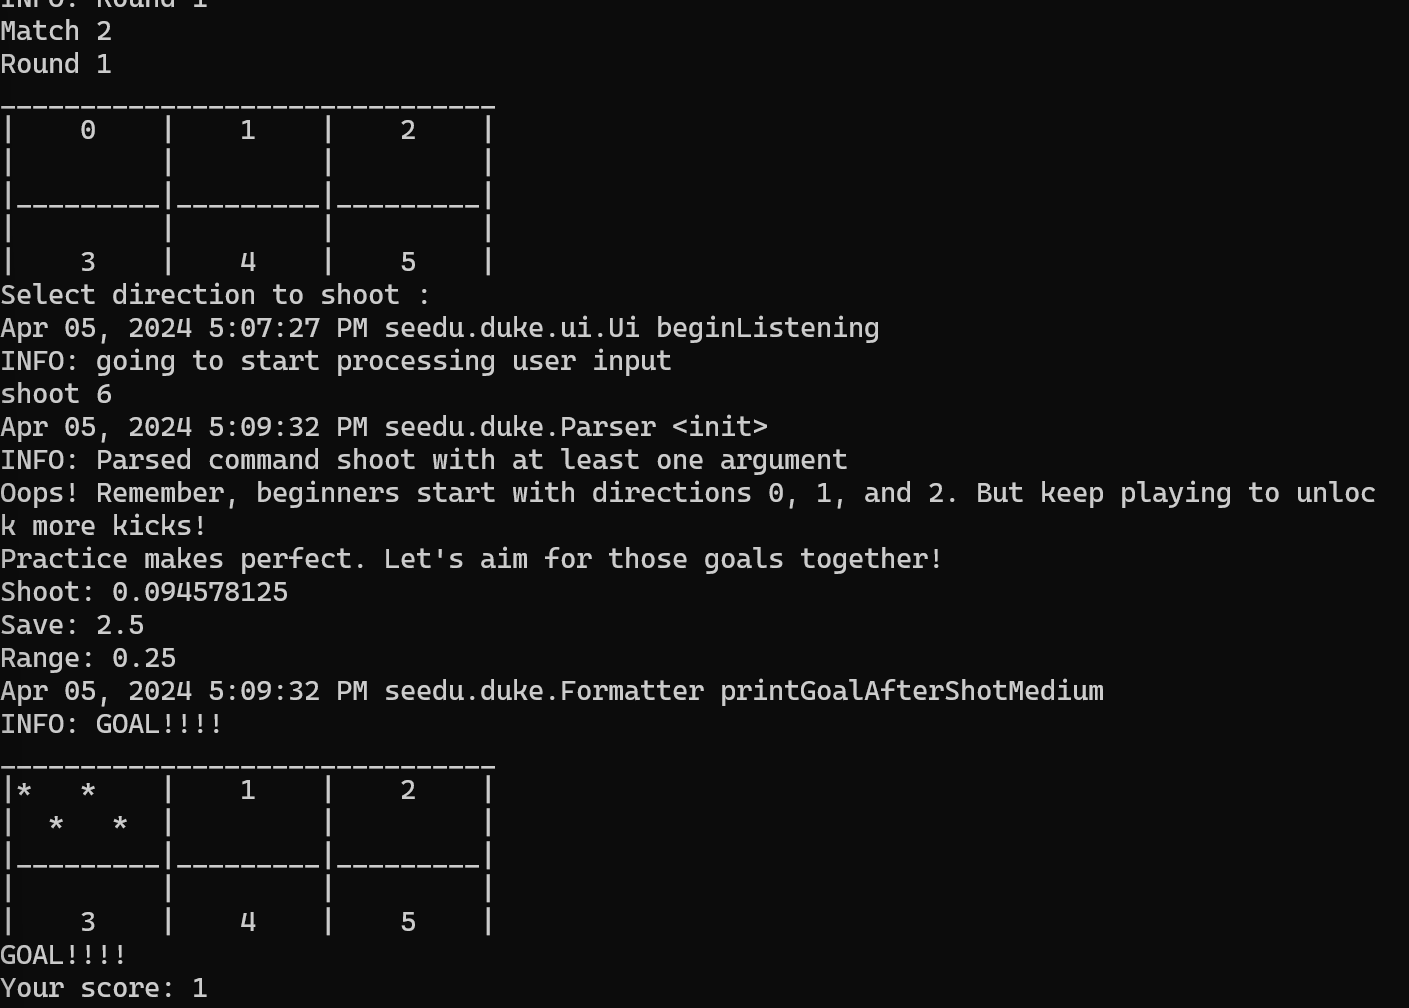 INFO: Round 1
Match 2
Round 1
_______________________________
|    0    |    1    |    2    |
|         |         |         |
|_________|_________|_________|
|         |         |         |
|    3    |    4    |    5    |
Select direction to shoot :
Apr 05, 2024 5:07:27 PM seedu.duke.ui.Ui beginListening
INFO: going to start processing user input
shoot 6
Apr 05, 2024 5:09:32 PM seedu.duke.Parser <init>
INFO: Parsed command shoot with at least one argument
Oops! Remember, beginners start with directions 0, 1, and 2. But keep playing to unloc
k more kicks!
Practice makes perfect. Let's aim for those goals together!
Shoot: 0.094578125
Save: 2.5
Range: 0.25
Apr 05, 2024 5:09:32 PM seedu.duke.Formatter printGoalAfterShotMedium
INFO: GOAL!!!!
_______________________________
|*   *    |    1    |    2    |
|  *   *  |         |         |
|_________|_________|_________|
|         |         |         |
|    3    |    4    |    5    |
GOAL!!!!
Your score: 1